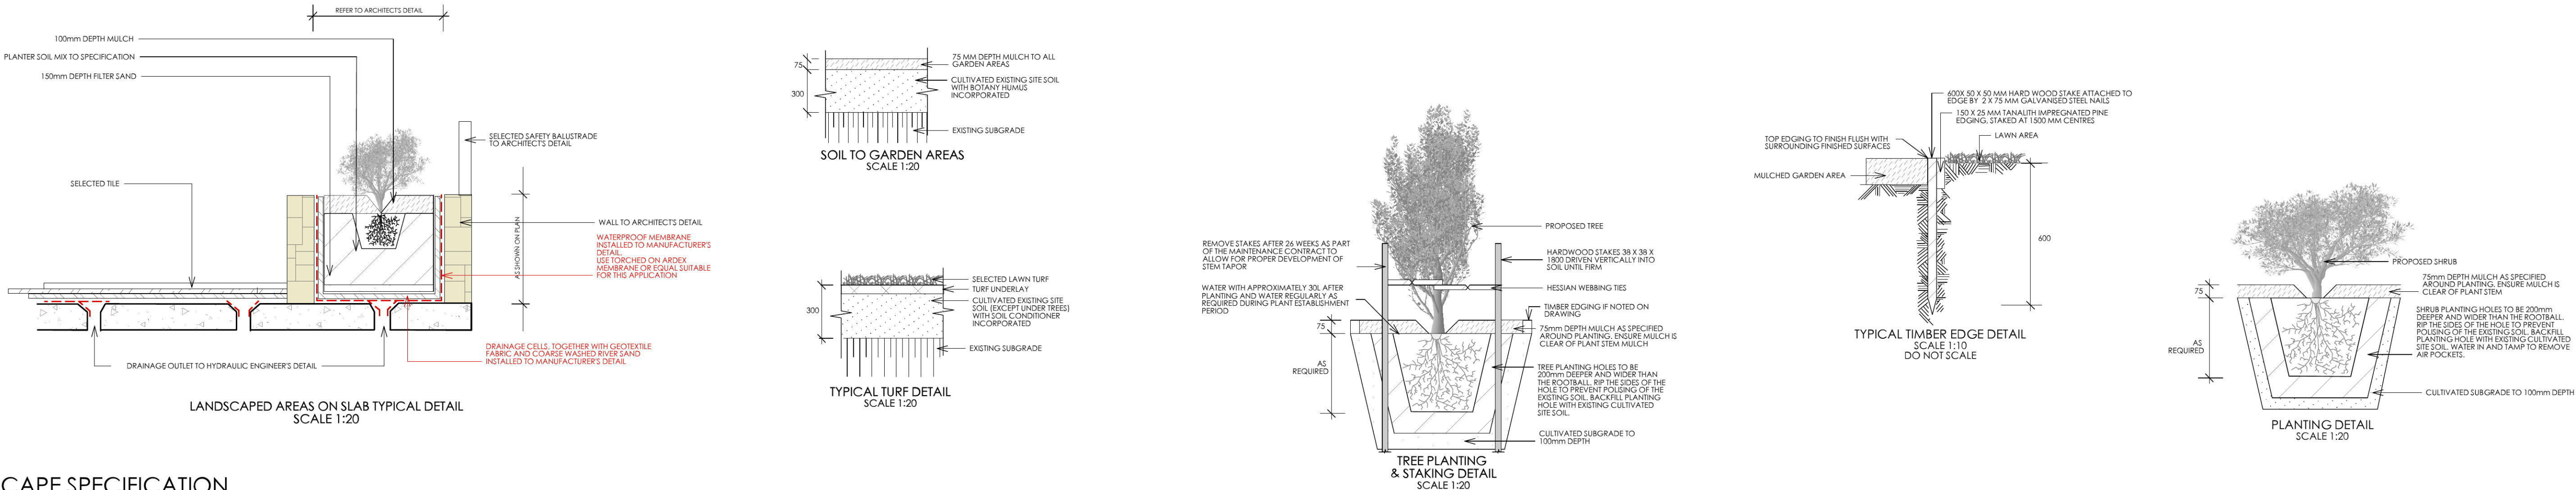 REFER TO ARCHITECT'S DETAIL
100mm DEPTH MULCH
PLANTER SOIL MIX TO SPECIFICATION
150mm DEPTH FILTER SAND
SELECTED SAFETY BALUSTRADE
TO ARCHITECT'S DETAIL
SELECTED TILE
AS SHOWN ON PLAN
WALL TO ARCHITECT'S DETAIL
WATERPROOF MEMBRANE
INSTALLED TO MANUFACTURER'S
DETAIL.
USE TORCHED ON ARDEX
MEMBRANE OR EQUAL SUITABLE
FOR THIS APPLICATION
DRAINAGE CELLS, TOGETHER WITH GEOTEXTILE
FABRIC AND COARSE WASHED RIVER SAND
INSTALLED TO MANUFACTURER'S DETAIL
DRAINAGE OUTLET TO HYDRAULIC ENGINEER'S DETAIL
LANDSCAPED AREAS ON SLAB TYPICAL DETAIL
SCALE 1:20
75
300
75 MM DEPTH MULCH TO ALL
GARDEN AREAS
CULTIVATED EXISTING SITE SOIL
WITH BOTANY HUMUS
INCORPORATED
EXISTING SUBGRADE
SOIL TO GARDEN AREAS
SCALE 1:20
300
SELECTED LAWN TURF
TURF UNDERLAY
CULTIVATED EXISTING SITE
SOIL (EXCEPT UNDER TREES)
WITH SOIL CONDITIONER
INCORPORATED
EXISTING SUBGRADE
TYPICAL TURF DETAIL
SCALE 1:20
REMOVE STAKES AFTER 26 WEEKS AS PART
OF THE MAINTENANCE CONTRACT TO
ALLOW FOR PROPER DEVELOPMENT OF
STEM TAPOR
WATER WITH APPROXIMATELY 30L AFTER
PLANTING AND WATER REGULARLY AS
REQUIRED DURING PLANT ESTABLISHMENT
PERIOD
75
AS
REQUIRED
PROPOSED TREE
HARDWOOD STAKES 38 X 38 X
1800 DRIVEN VERTICALLY INTO
SOIL UNTIL FIRM
HESSIAN WEBBING TIES
TIMBER EDGING IF NOTED ON
DRAWING
75mm DEPTH MULCH AS SPECIFIED
AROUND PLANTING. ENSURE MULCH IS
CLEAR OF PLANT STEM MULCH
TREE PLANTING HOLES TO BE
200mm DEEPER AND WIDER THAN
THE ROOTBALL. RIP THE SIDES OF THE
HOLE TO PREVENT POLISING OF THE
EXISTING SOIL. BACKFILL PLANTING
HOLE WITH EXISTING CULTIVATED
SITE SOIL.
CULTIVATED SUBGRADE TO
100mm DEPTH
TREE PLANTING
& STAKING DETAIL
SCALE 1:20
600X 50 X 50 MM HARD WOOD STAKE ATTACHED TO
EDGE BY 2 X 75 MM GALVANISED STEEL NAILS
150 X 25 MM TANALITH IMPREGNATED PINE
EDGING, STAKED AT 1500 MM CENTRES
LAWN AREA
TOP EDGING TO FINISH FLUSH WITH
SURROUNDING FINISHED SURFACES
MULCHED GARDEN AREA
600
TYPICAL TIMBER EDGE DETAIL
SCALE 1:10
DO NOT SCALE
75
AS
REQUIRED
PROPOSED SHRUB
75mm DEPTH MULCH AS SPECIFIED
AROUND PLANTING. ENSURE MULCH IS
CLEAR OF PLANT STEM
SHRUB PLANTING HOLES TO BE 200mm
DEEPER AND WIDER THAN THE ROOTBALL.
RIP THE SIDES OF THE HOLE TO PREVENT
POLISING OF THE EXISTING SOIL. BACKFILL
PLANTING HOLE WITH EXISTING CULTIVATED
SITE SOIL. WATER IN AND TAMP TO REMOVE
AIR POCKETS.
CULTIVATED SUBGRADE TO 100mm DEPTH
PLANTING DETAIL
SCALE 1:20
CAPE SPECIFICATION